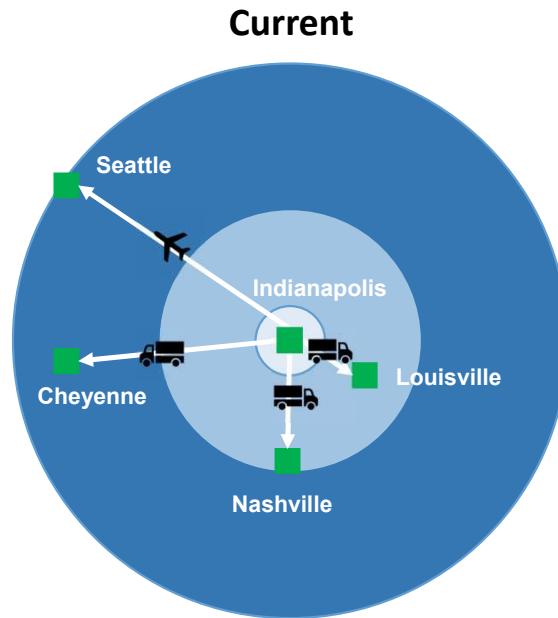 Current
Seattle
Indianapolis
Louisville
Cheyenne
Nashville